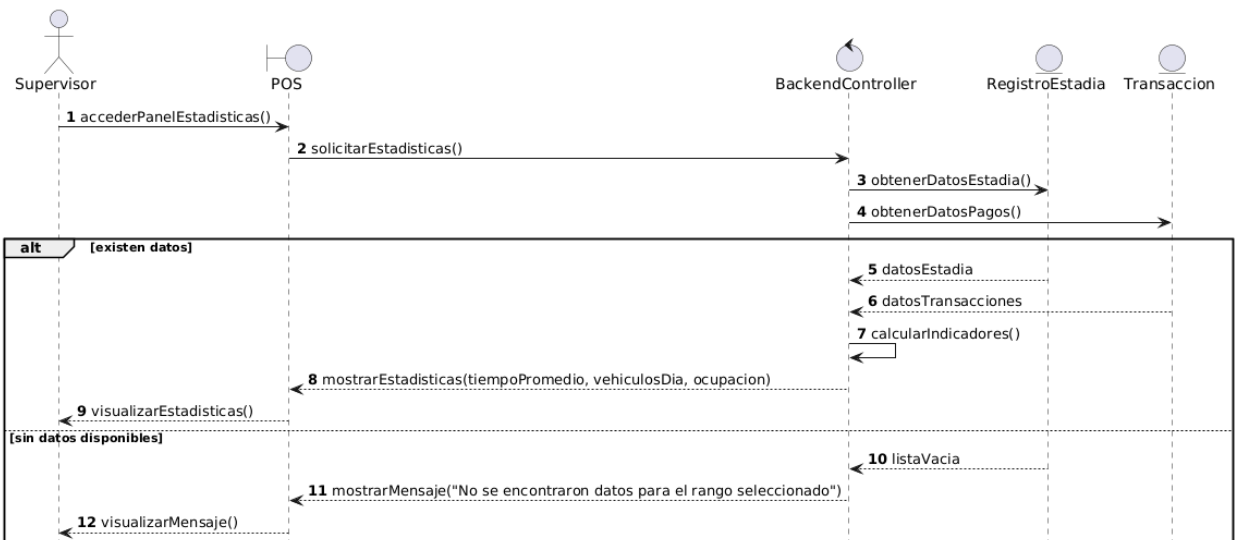 Supervisor
POS
BackendController
RegistroEstadia
Transaccion
1 accederPanelEstadisticas()
2 solicitarEstadisticas()
3 obtenerDatosEstadia()
4 obtenerDatosPagos()
alt [existen datos]
5 datosEstadia
6 datosTransacciones
7 calcularIndicadores()
8 mostrarEstadisticas(tiempoPromedio, vehiculosDia, ocupacion)
9 visualizarEstadisticas()
[sin datos disponibles]
10 listaVacia
11 mostrarMensaje("No se encontraron datos para el rango seleccionado")
12 visualizarMensaje()